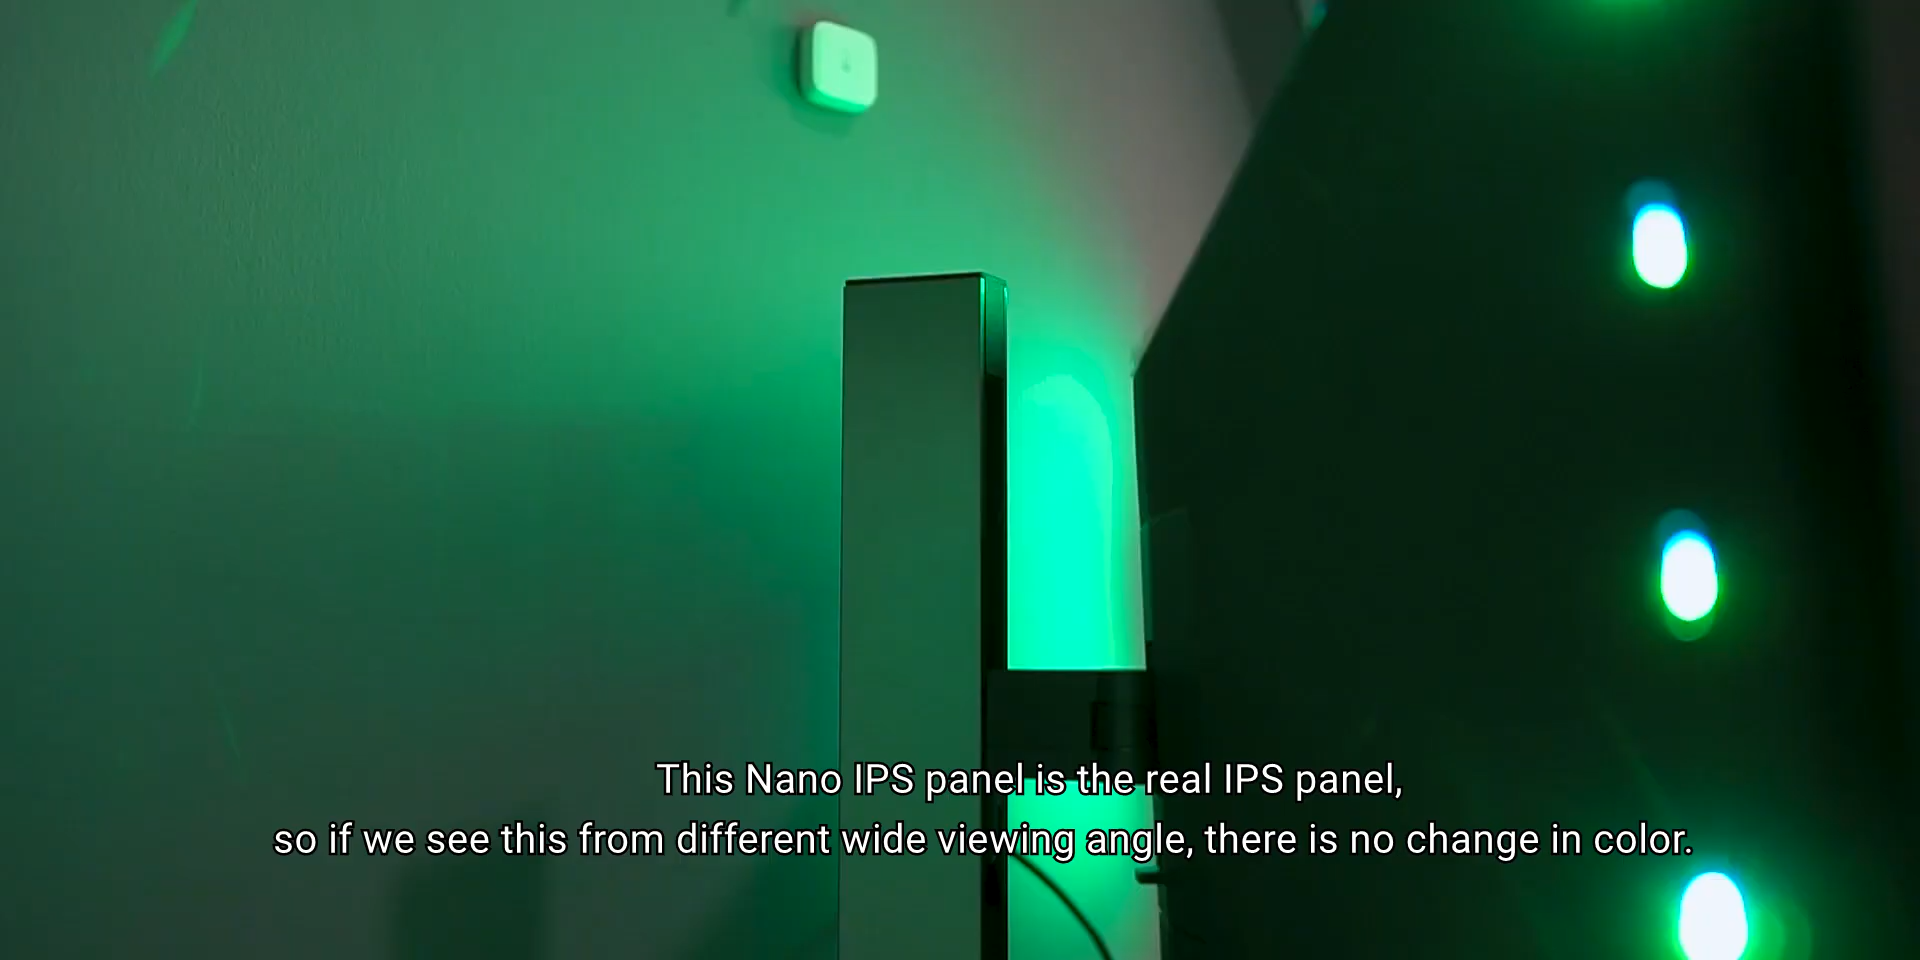 This Nano IPS panel is the real IPS panel,
so if we see this from different wide viewing angle, there is no change in color.